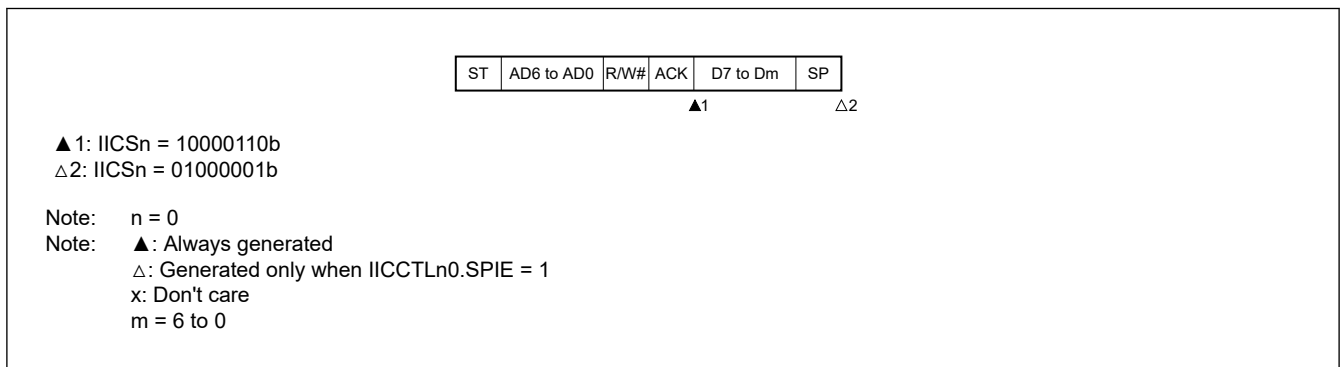 ST AD6 to AD0 R/W# ACK D7 to Dm SP
▲1 △2
▲1: IICSn = 10000110b
△2: IICSn = 01000001b
Note: n = 0
Note: ▲: Always generated
△: Generated only when IICCTLn0.SPIE = 1
x: Don't care
m = 6 to 0